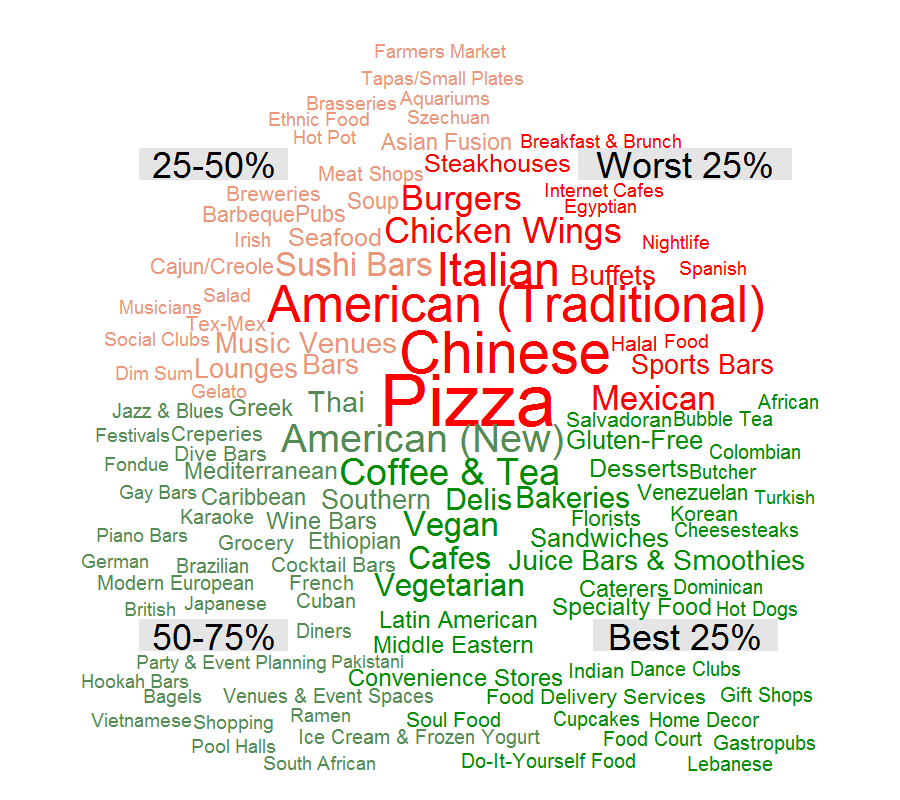 Farmers Market
Tapas/Small Plates
Brasseries Aquariums
Ethnic Food Szechuan
Hot Pot Asian Fusion Breakfast & Brunch
25-50% Meat Shops Steakhouses Worst 25%
Breweries Soup Burgers Internet Cafes
Barbeque Pubs Egyptian
Irish Seafood Chicken Wings Nightlife
Cajun/Creole Sushi Bars Italian Buffets Spanish
Musicians Salad American (Traditional)
Tex-Mex
Social Clubs Music Venues Chinese Halal Food
Dim Sum Lounges Bars Sports Bars
Gelato Pizza Mexican
Jazz & Blues Greek Thai African
Salvadoran Bubble Tea
Festivals Creperies American (New) Gluten-Free
Dive Bars Colombian
Fondue Mediterranean Coffee & Tea Desserts Butcher
Gay Bars Caribbean Southern Delis Bakeries Venezuelan Turkish
Karaoke Wine Bars Vegan Florists Korean
Piano Bars Grocery Ethiopian Sandwiches Cheesesteaks
German Brazilian Cocktail Bars Cafes Juice Bars & Smoothies
Modern European French Vegetarian Caterers Dominican
British Japanese Cuban Specialty Food Hot Dogs
Latin American
50-75% Diners Middle Eastern Best 25%
Party & Event Planning Pakistani
Hookah Bars Convenience Stores Indian Dance Clubs
Bagels Venues & Event Spaces Food Delivery Services Gift Shops
Vietnamese Shopping Ramen Soul Food Cupcakes Home Decor
Pool Halls Ice Cream & Frozen Yogurt Food Court Gastropubs
South African Do-It-Yourself Food Lebanese